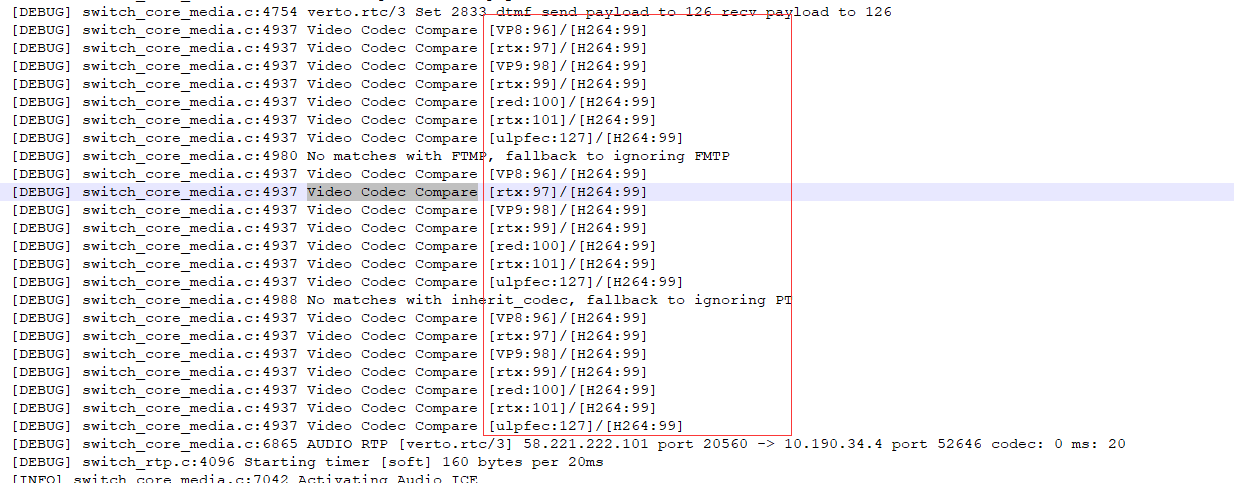 [DEBUG] switch_core_media.c:4754 verto.rtc/3 Set 2833 dtmf send payload to 126 recv payload to 126
[DEBUG] switch_core_media.c:4937 Video Codec Compare [VP8:96]/[H264:99]
[DEBUG] switch_core_media.c:4937 Video Codec Compare [rtx:97]/[H264:99]
[DEBUG] switch_core_media.c:4937 Video Codec Compare [VP9:98]/[H264:99]
[DEBUG] switch_core_media.c:4937 Video Codec Compare [rtx:99]/[H264:99]
[DEBUG] switch_core_media.c:4937 Video Codec Compare [red:100]/[H264:99]
[DEBUG] switch_core_media.c:4937 Video Codec Compare [rtx:101]/[H264:99]
[DEBUG] switch_core_media.c:4937 Video Codec Compare [ulpfec:127]/[H264:99]
[DEBUG] switch_core_media.c:4980 No matches with FTMP, fallback to ignoring FMTP
[DEBUG] switch_core_media.c:4937 Video Codec Compare [VP8:96]/[H264:99]
[DEBUG] switch_core_media.c:4937 Video Codec Compare [rtx:97]/[H264:99]
[DEBUG] switch_core_media.c:4937 Video Codec Compare [VP9:98]/[H264:99]
[DEBUG] switch_core_media.c:4937 Video Codec Compare [rtx:99]/[H264:99]
[DEBUG] switch_core_media.c:4937 Video Codec Compare [red:100]/[H264:99]
[DEBUG] switch_core_media.c:4937 Video Codec Compare [rtx:101]/[H264:99]
[DEBUG] switch_core_media.c:4937 Video Codec Compare [ulpfec:127]/[H264:99]
[DEBUG] switch_core_media.c:4988 No matches with inherit_codec, fallback to ignoring PT
[DEBUG] switch_core_media.c:4937 Video Codec Compare [VP8:96]/[H264:99]
[DEBUG] switch_core_media.c:4937 Video Codec Compare [rtx:97]/[H264:99]
[DEBUG] switch_core_media.c:4937 Video Codec Compare [VP9:98]/[H264:99]
[DEBUG] switch_core_media.c:4937 Video Codec Compare [rtx:99]/[H264:99]
[DEBUG] switch_core_media.c:4937 Video Codec Compare [red:100]/[H264:99]
[DEBUG] switch_core_media.c:4937 Video Codec Compare [rtx:101]/[H264:99]
[DEBUG] switch_core_media.c:4937 Video Codec Compare [ulpfec:127]/[H264:99]
[DEBUG] switch_core_media.c:6865 AUDIO RTP [verto.rtc/3] 58.221.222.101 port 20560 -> 10.190.34.4 port 52646 codec: 0 ms: 20
[DEBUG] switch_rtp.c:4096 Starting timer [soft] 160 bytes per 20ms
[INFO] switch_core_media.c:7042 Activating Audio ICE